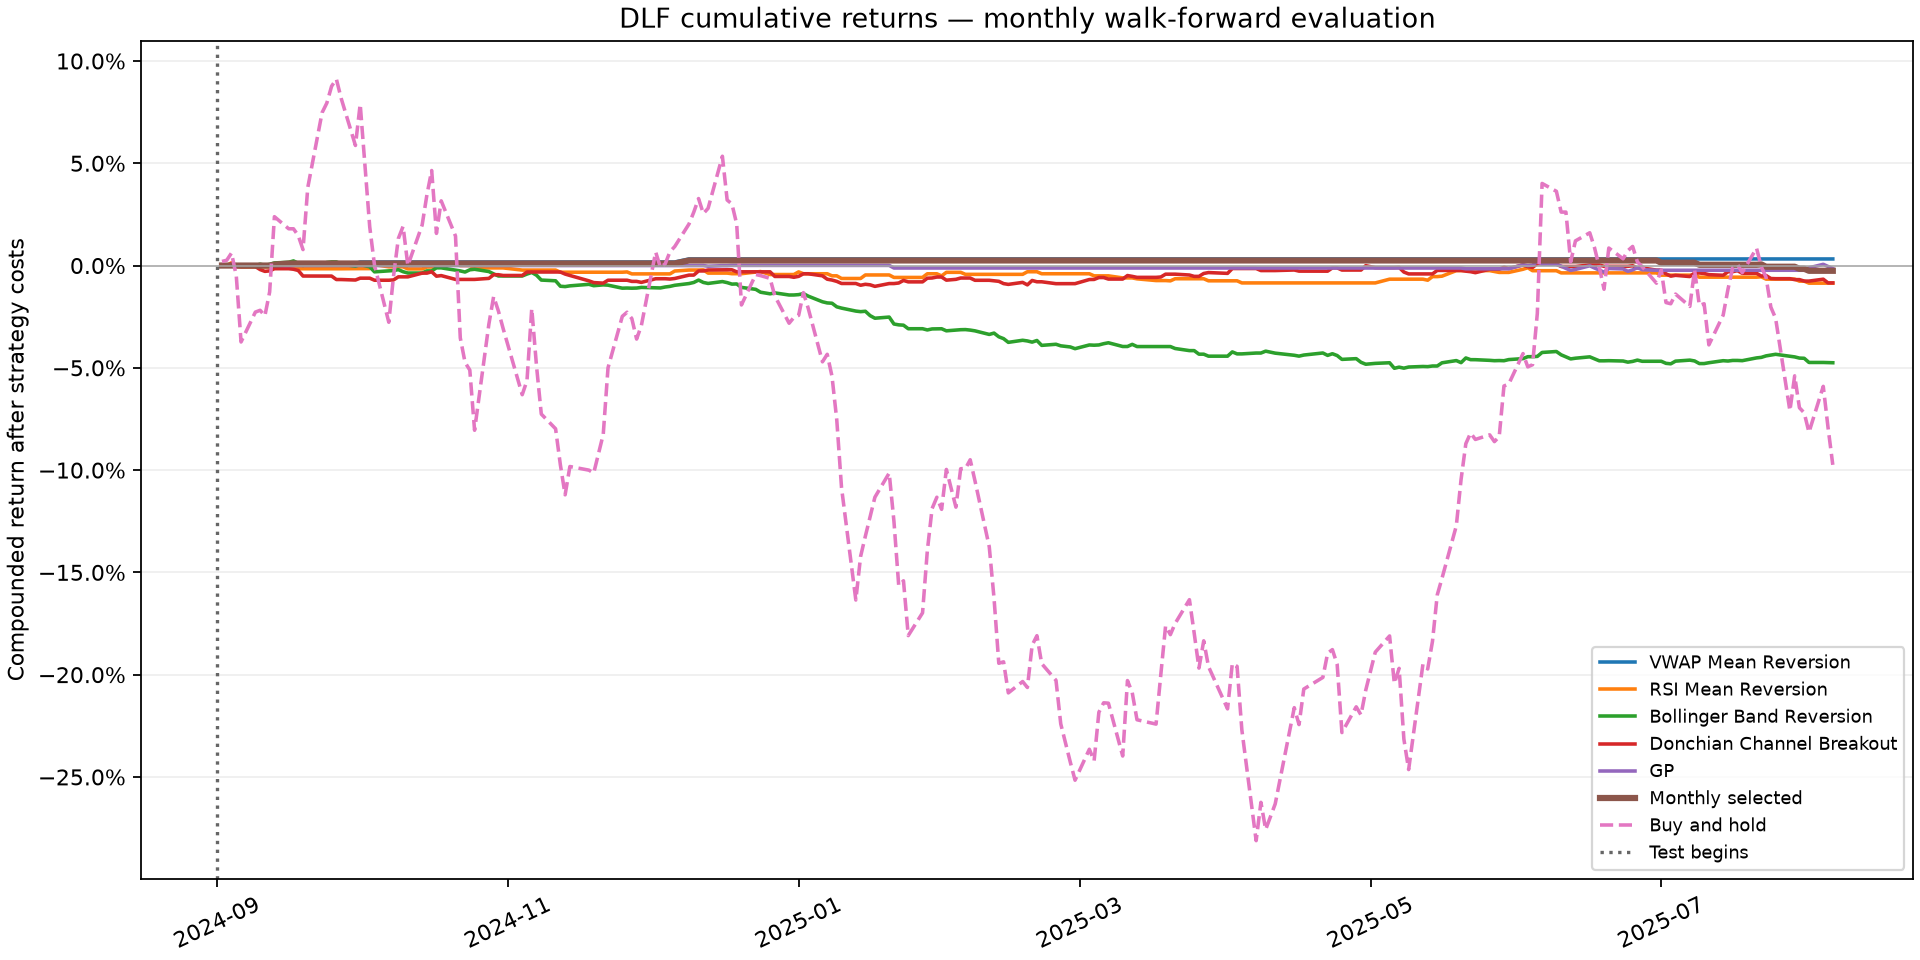 DLF cumulative returns — monthly walk-forward evaluation
Compounded return after strategy costs
10.0%
5.0%
0.0%
−5.0%
−10.0%
−15.0%
−20.0%
−25.0%
2024-09
2024-11
2025-01
2025-03
2025-05
2025-07
VWAP Mean Reversion
RSI Mean Reversion
Bollinger Band Reversion
Donchian Channel Breakout
GP
Monthly selected
Buy and hold
Test begins